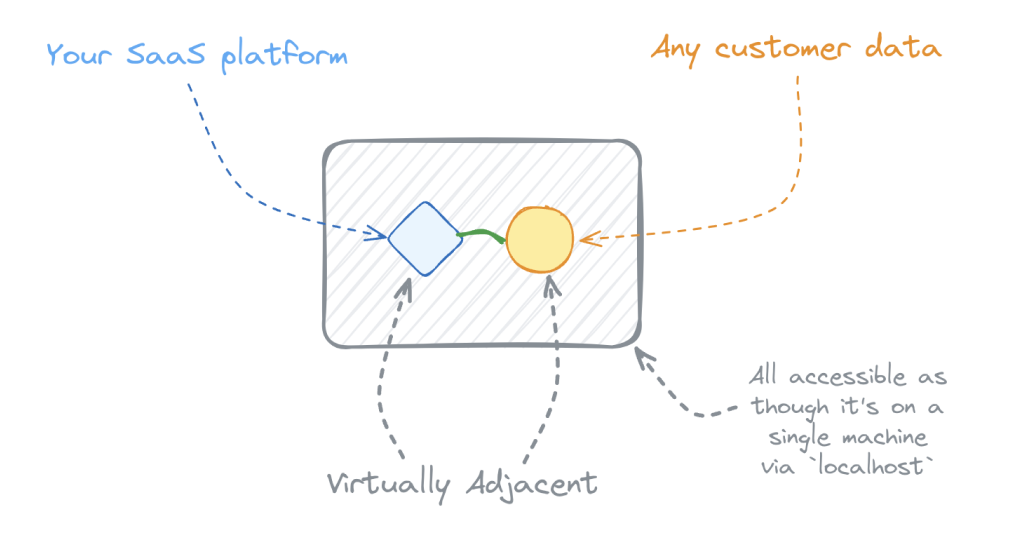 Your SaaS platform
Any customer data
All accessible as
though it's on a
single machine
via `localhost`
Virtually Adjacent